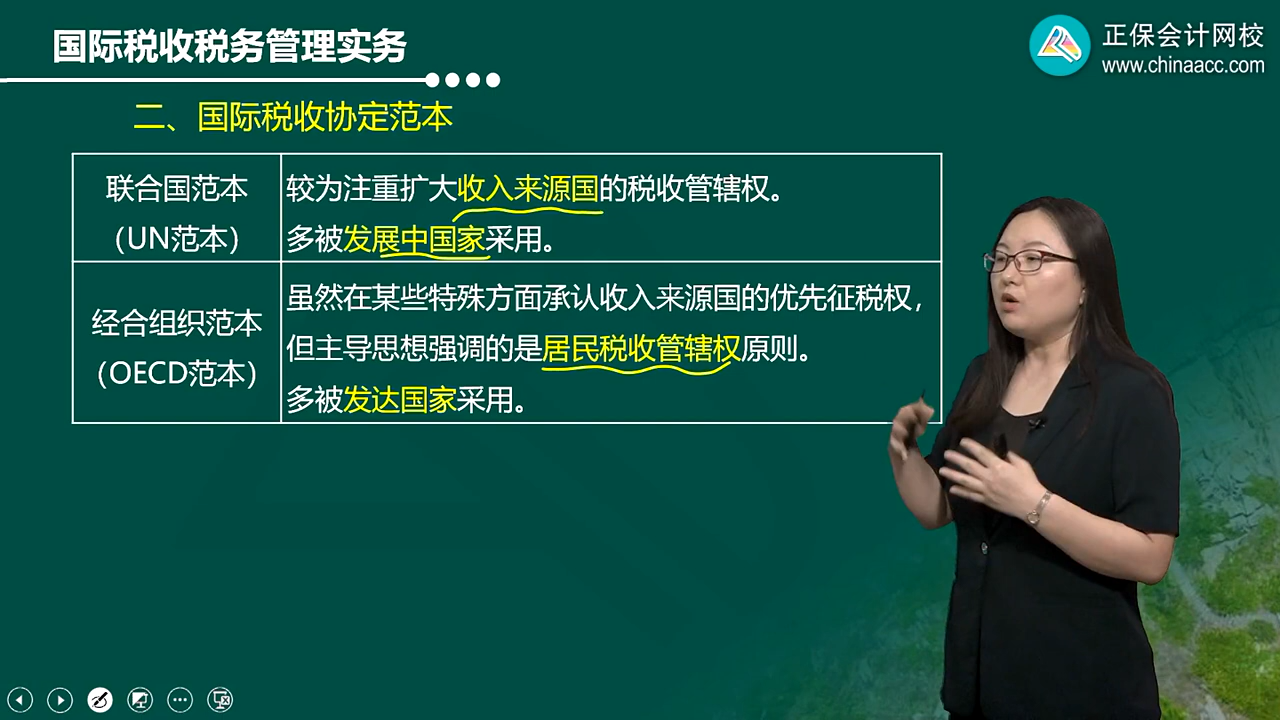 国际税收税务管理实务
正保会计网校
www.chinaacc.com
二、国际税收协定范本
联合国范本
（UN范本）
较为注重扩大收入来源国的税收管辖权。
多被发展中国家采用。
经合组织范本
（OECD范本）
虽然在某些特殊方面承认收入来源国的优先征税权，
但主导思想强调的是居民税收管辖权原则。
多被发达国家采用。